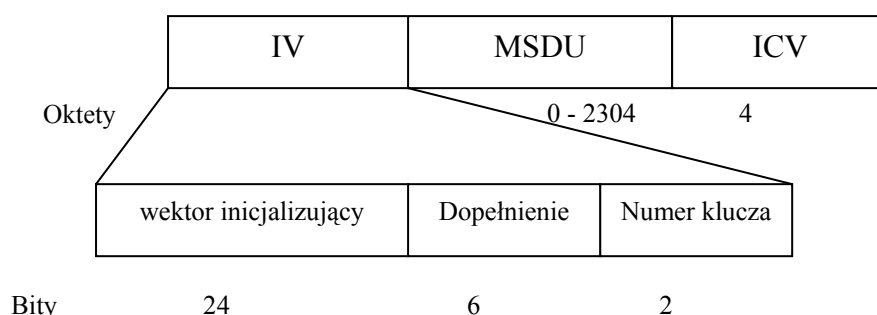 IV MSDU ICV
Oktety 0 - 2304 4
wektor inicjalizujący Dopełnienie Numer klucza
Bity 24 6 2